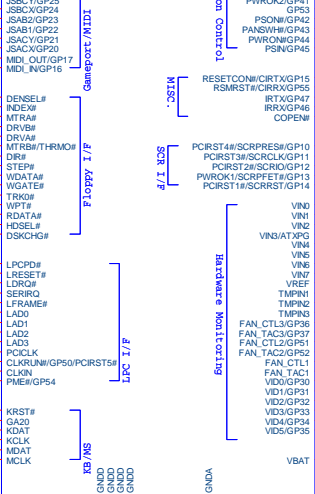 JSBCY/GP25
JSBCX/GP24
JSAB2/GP23
JSAB1/GP22
JSACY/GP21
JSACX/GP20
MIDI_OUT/GP17
MIDI_IN/GP16
Gameport/MIDI
DENSEL#
INDEX#
MTRA#
DRVB#
DRVA#
MTRB#/THRMO#
DIR#
STEP#
WDATA#
WGATE#
TRK0#
WPT#
RDATA#
HDSEL#
DSKCHG#
Floppy I/F
LPCPD#
LRESET#
LDRQ#
SERIRQ
LFRAME#
LAD0
LAD1
LAD2
LAD3
PCICLK
CLKRUN#/GP50/PCIRST5#
CLKIN
PME#/GP54
LPC I/F
KRST#
GA20
KDAT
KCLK
MDAT
MCLK
KB/MS
GNDD
GNDD
GNDD
GNDD
GNDA
PWROK2/GP41
GP53
PSON#/GP42
PANSWH#/GP43
PWRON#/GP44
PSIN/GP45
on Control
RESETCON#/CIRTX/GP15
RSMRST#/CIRRX/GP55
IRTX/GP47
IRRX/GP46
COPEN#
MISC.
PCIRST4#/SCRPRES#/GP10
PCIRST3#/SCRCLK/GP11
PCIRST2#/SCRIO/GP12
PWROK1/SCRPFET#/GP13
PCIRST1#/SCRRST/GP14
SCR I/F
VIN0
VIN1
VIN2
VIN3/ATXPG
VIN4
VIN5
VIN6
VIN7
VREF
TMPIN1
TMPIN2
TMPIN3
FAN_CTL3/GP36
FAN_TAC3/GP37
FAN_CTL2/GP51
FAN_TAC2/GP52
FAN_CTL1
FAN_TAC1
VID0/GP30
VID1/GP31
VID2/GP32
VID3/GP33
VID4/GP34
VID5/GP35
Hardware Monitoring
VBAT